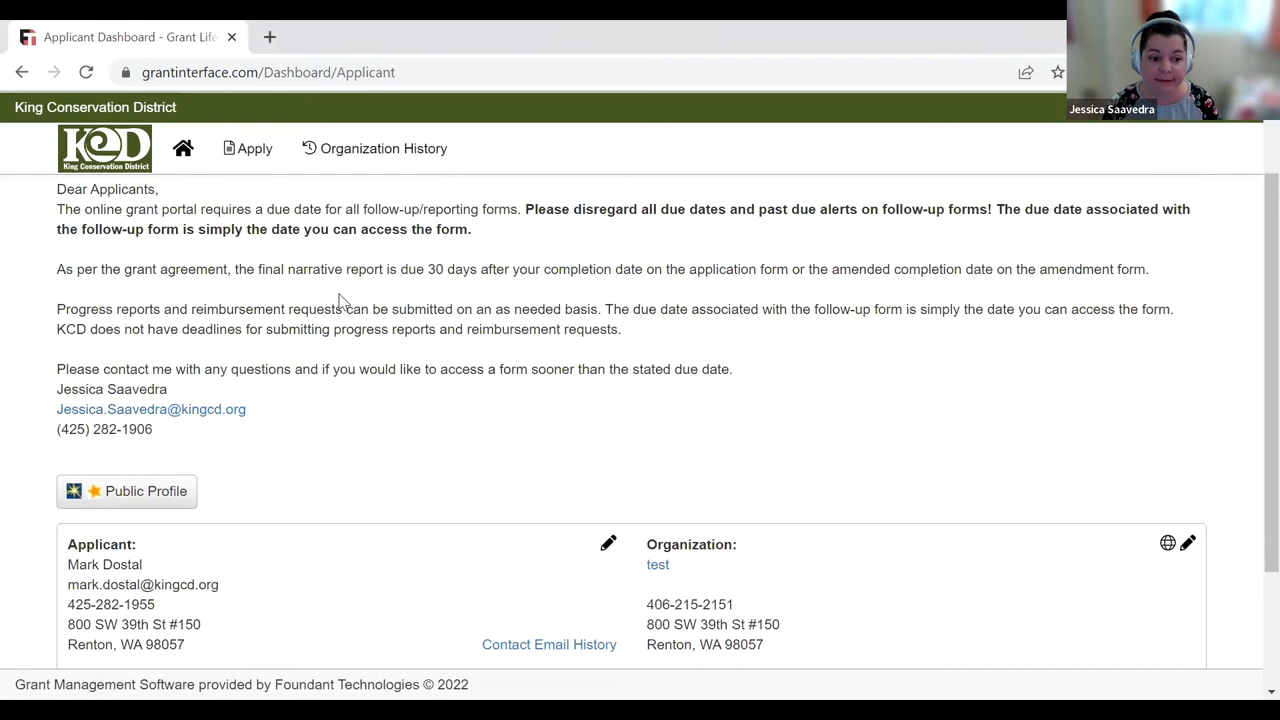 Applicant Dashboard - Grant Life
grantinterface.com/Dashboard/Applicant
Jessica Saavedra
King Conservation District
KCD
King Conservation District
Apply
Organization History
Dear Applicants,
The online grant portal requires a due date for all follow-up/reporting forms. Please disregard all due dates and past due alerts on follow-up forms! The due date associated with
the follow-up form is simply the date you can access the form.
As per the grant agreement, the final narrative report is due 30 days after your completion date on the application form or the amended completion date on the amendment form.
Progress reports and reimbursement requests can be submitted on an as needed basis. The due date associated with the follow-up form is simply the date you can access the form.
KCD does not have deadlines for submitting progress reports and reimbursement requests.
Please contact me with any questions and if you would like to access a form sooner than the stated due date.
Jessica Saavedra
Jessica.Saavedra@kingcd.org
(425) 282-1906
Public Profile
Applicant:
Mark Dostal
mark.dostal@kingcd.org
425-282-1955
800 SW 39th St #150
Renton, WA 98057
Contact Email History
Organization:
test
406-215-2151
800 SW 39th St #150
Renton, WA 98057
Grant Management Software provided by Foundant Technologies © 2022